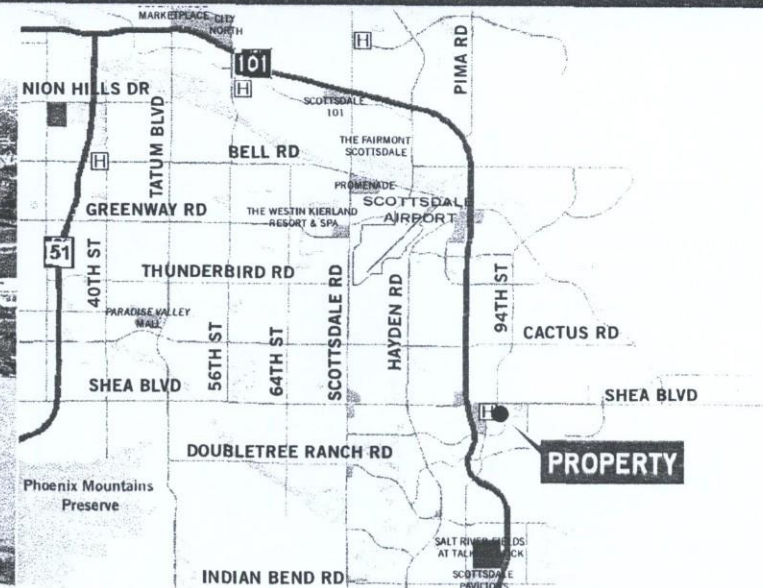 MARKETPLACE
CITY
NORTH
H
101
PIMA RD
NION HILLS DR
H
TATUM BLVD
SCOTTSDALE
101
THE FAIRMONT
SCOTTSDALE
BELL RD
H
PROMENADE
SCOTTSDALE
AIRPORT
GREENWAY RD
THE WESTIN KIERLAND
RESORT & SPA
51
40TH ST
THUNDERBIRD RD
SCOTTSDALE RD
HAYDEN RD
94TH ST
PARADISE VALLEY
MALL
56TH ST
64TH ST
CACTUS RD
SHEA BLVD
SHEA BLVD
H
DOUBLETREE RANCH RD
PROPERTY
Phoenix Mountains
Preserve
SALT RIVER FIELDS
AT TALKING STICK
SCOTTSDALE
PAVILIONS
INDIAN BEND RD